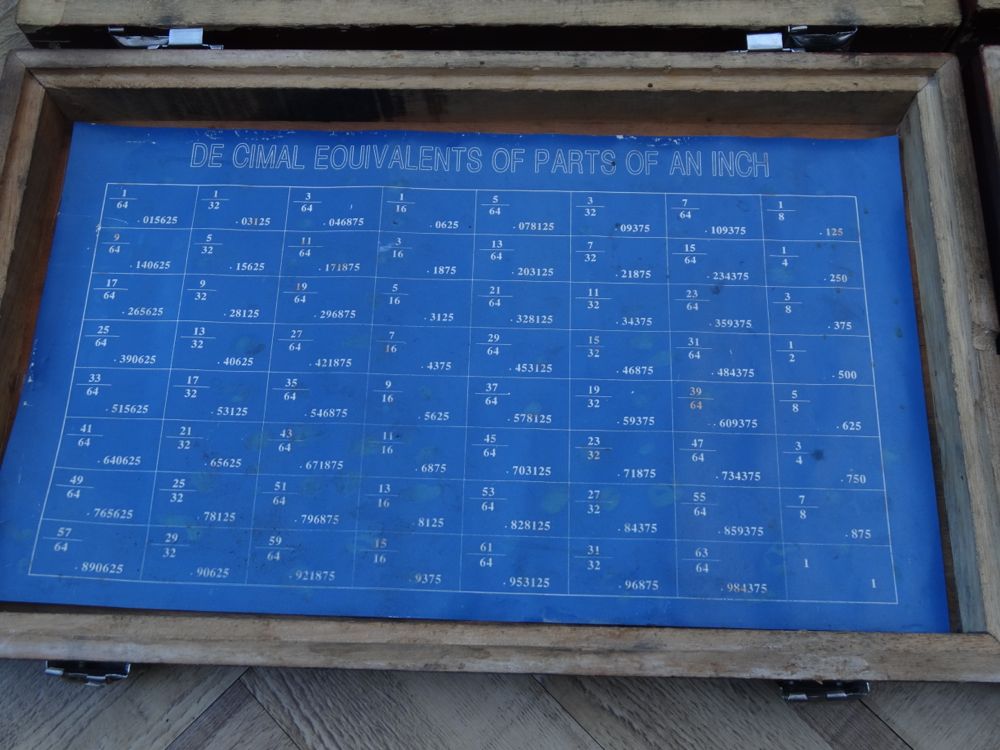 DE CIMAL EQUIVALENTS OF PARTS OF AN INCH
1/64 .015625 1/32 .03125 3/64 .046875 1/16 .0625 5/64 .078125 3/32 .09375 7/64 .109375 1/8 .125
9/64 .140625 5/32 .15625 11/64 .171875 3/16 .1875 13/64 .203125 7/32 .21875 15/64 .234375 1/4 .250
17/64 .265625 9/32 .28125 19/64 .296875 5/16 .3125 21/64 .328125 11/32 .34375 23/64 .359375 3/8 .375
25/64 .390625 13/32 .40625 27/64 .421875 7/16 .4375 29/64 .453125 15/32 .46875 31/64 .484375 1/2 .500
33/64 .515625 17/32 .53125 35/64 .546875 9/16 .5625 37/64 .578125 19/32 .59375 39/64 .609375 5/8 .625
41/64 .640625 21/32 .65625 43/64 .671875 11/16 .6875 45/64 .703125 23/32 .71875 47/64 .734375 3/4 .750
49/64 .765625 25/32 .78125 51/64 .796875 13/16 .8125 53/64 .828125 27/32 .84375 55/64 .859375 7/8 .875
57/64 .890625 29/32 .90625 59/64 .921875 15/16 .9375 61/64 .953125 31/32 .96875 63/64 .984375 1 1